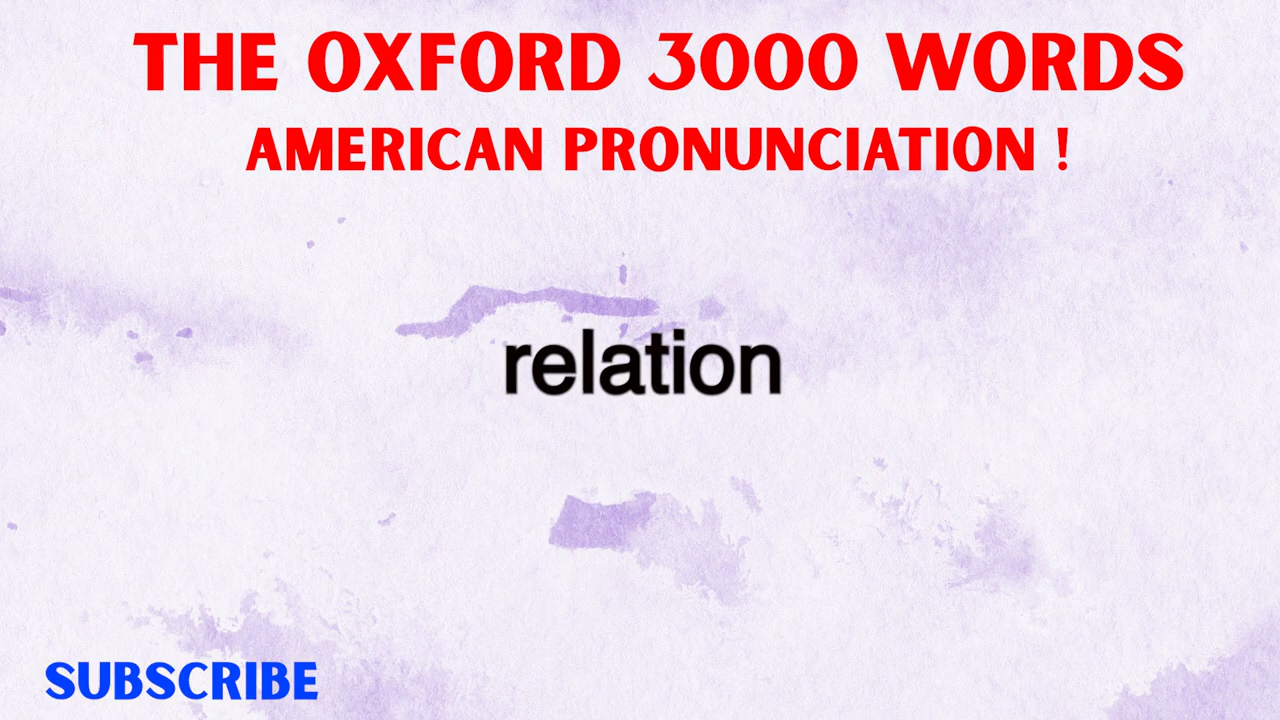 THE OXFORD 3000 WORDS
AMERICAN PRONUNCIATION !
relation
SUBSCRIBE